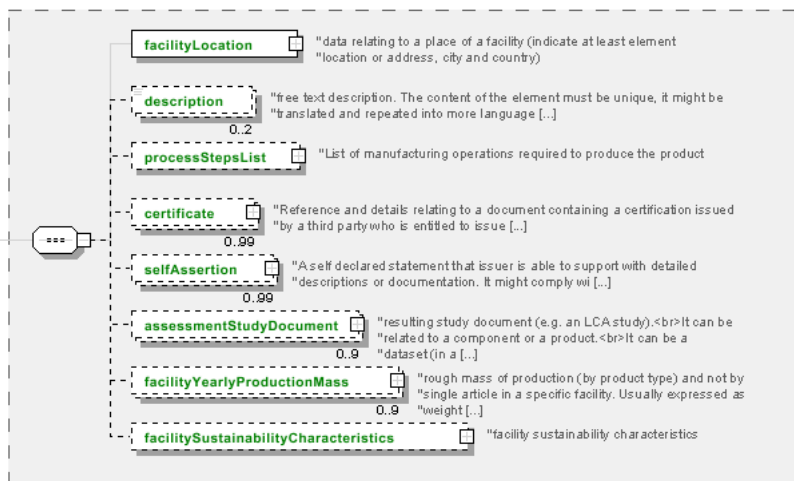 facilityLocation
"data relating to a place of a facility (indicate at least element
"location or address, city and country)
description
"free text description. The content of the element must be unique, it might be
"translated and repeated into more language [...]
0..2
processStepsList
"List of manufacturing operations required to produce the product
certificate
"Reference and details relating to a document containing a certification issued
"by a third party who is entitled to issue [...]
0..99
selfAssertion
"A self declared statement that issuer is able to support with detailed
"descriptions or documentation. It might comply wi [...]
0..99
assessmentStudyDocument
"resulting study document (e.g. an LCA study).<br>It can be
"related to a component or a product.<br>It can be a
"dataset (in a [...]
0..9
facilityYearlyProductionMass
"rough mass of production (by product type) and not by
"single article in a specific facility. Usually expressed as
"weight [...]
0..9
facilitySustainabilityCharacteristics
"facility sustainability characteristics